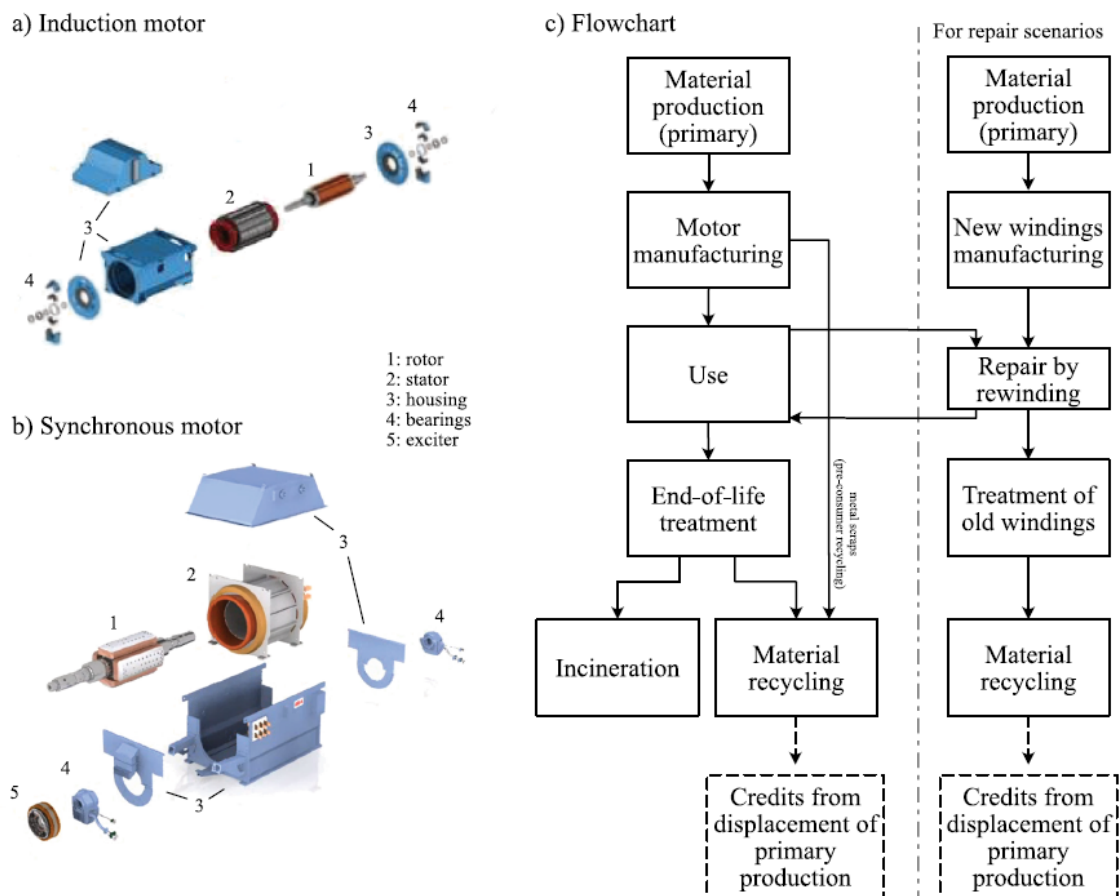 a) Induction motor
4
3
1
2
3
4
1: rotor
2: stator
3: housing
4: bearings
5: exciter
b) Synchronous motor
3
2
1
4
4
3
5
c) Flowchart
For repair scenarios
Material
production
(primary)
Material
production
(primary)
Motor
manufacturing
New windings
manufacturing
Use
Repair by
rewinding
metal scraps
(pre-consumer recycling)
End-of-life
treatment
Treatment of
old windings
Incineration
Material
recycling
Material
recycling
Credits from
displacement of
primary
production
Credits from
displacement of
primary
production